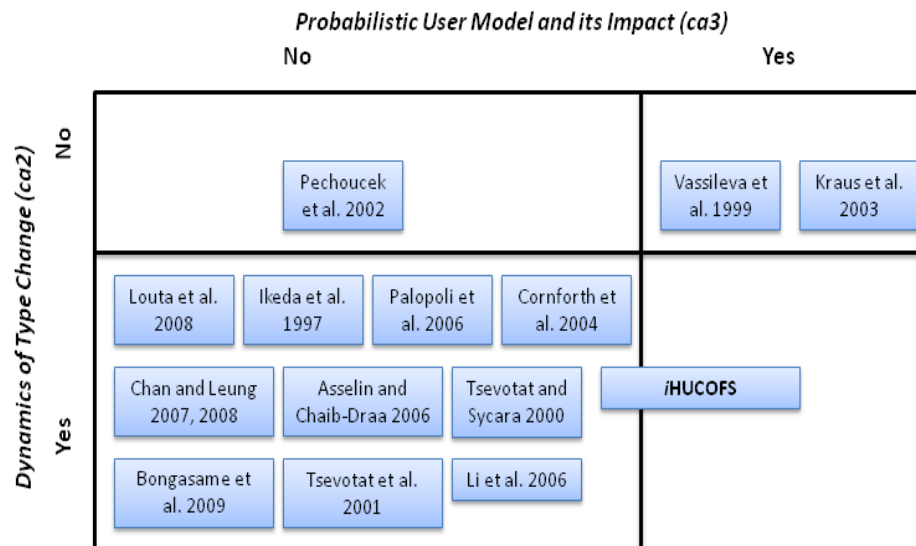 Probabilistic User Model and its Impact (ca3)
No
Yes
Dynamics of Type Change (ca2)
No
Pechoucek
et al. 2002
Vassileva et
al. 1999
Kraus et al.
2003
Yes
Louta et al.
2008
Ikeda et al.
1997
Palopoli et
al. 2006
Cornforth et
al. 2004
Chan and Leung
2007, 2008
Asselin and
Chaib-Draa 2006
Tsevotat and
Sycara 2000
iHUCOFS
Bongasame et
al. 2009
Tsevotat et al.
2001
Li et al. 2006